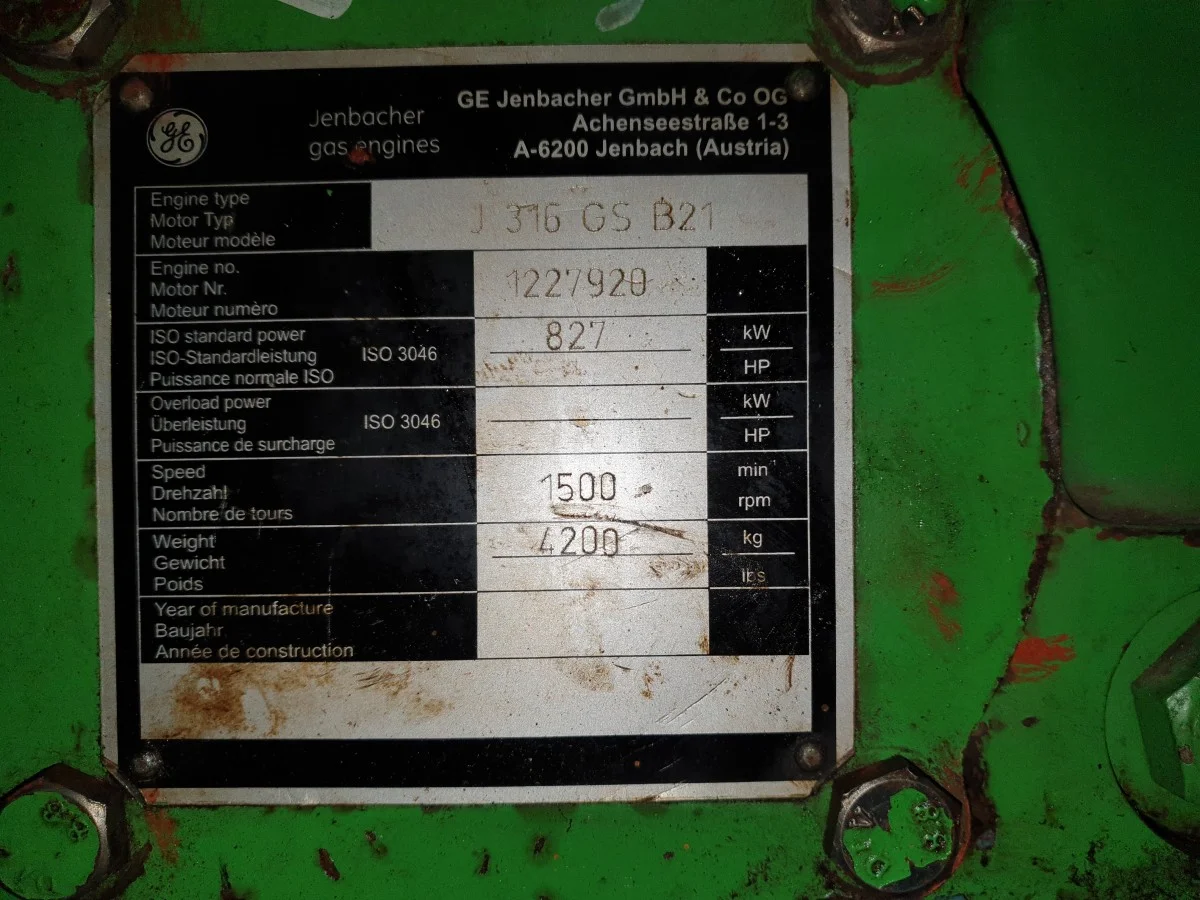 GE
Jenbacher
gas engines
GE Jenbacher GmbH & Co OG
Achenseestraße 1-3
A-6200 Jenbach (Austria)
Engine type
Motor Typ
Moteur modèle
J 316 GS B21
Engine no.
Motor Nr.
Moteur numèro
1227920
ISO standard power
ISO-Standardleistung
Puissance normale ISO
ISO 3046
827
kW
HP
Overload power
Überleistung
Puissance de surcharge
ISO 3046
kW
HP
Speed
Drehzahl
Nombre de tours
1500
min
rpm
Weight
Gewicht
Poids
4200
kg
lbs
Year of manufacture
Baujahr
Année de construction